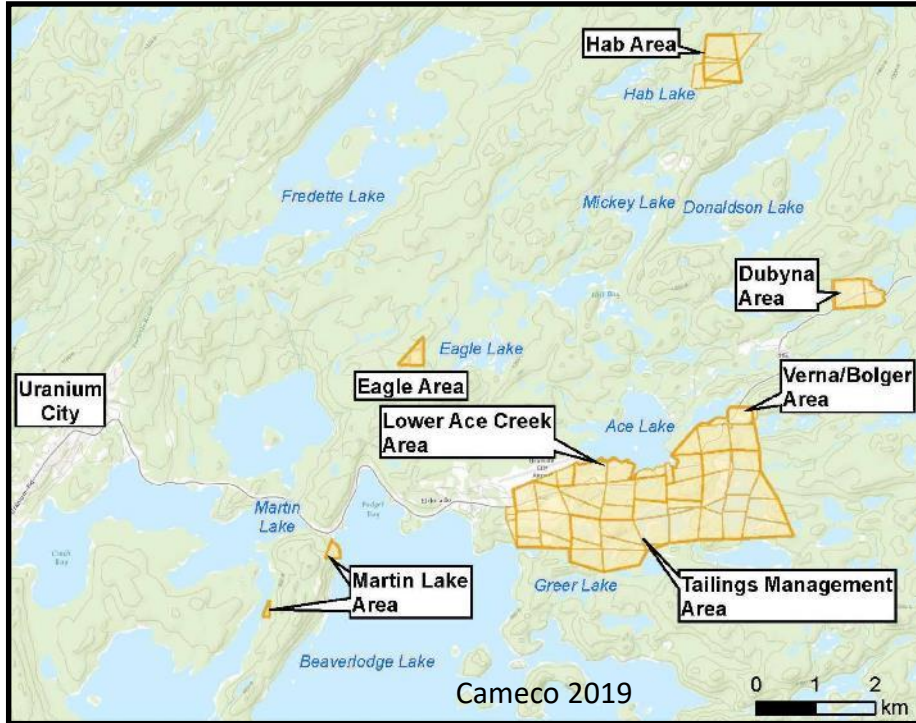 Hab Area
Hab Lake
Fredette Lake
Mickey Lake
Donaldson Lake
Dubyna
Area
Eagle Lake
Eagle Area
Uranium
City
Verna/Bolger
Area
Lower Ace Creek
Area
Ace Lake
Martin
Lake
Martin Lake
Area
Greer Lake
Tailings Management
Area
Beaverlodge Lake
Cameco 2019
0 1 2
km